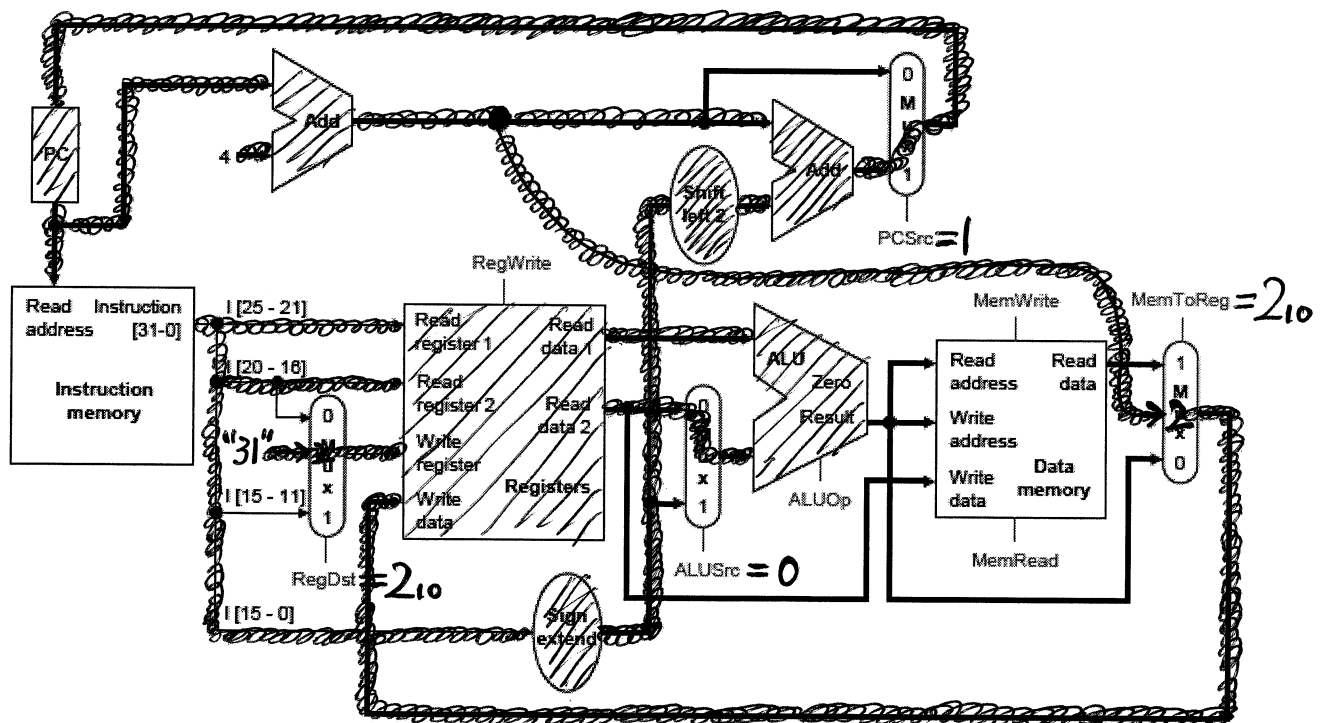 0
M
u
x
1
PC
Add
4
Shift
left 2
Add
PCSrc =1
RegWrite
Read address
Instruction [31-0]
Instruction
memory
I [25 - 21]
I [20 - 16]
"31"
I [15 - 11]
I [15 - 0]
0
M
u
x
1
RegDst =2₁₀
Read
register 1
Read
register 2
Write
register
Write
data
Read
data 1
Read
data 2
Registers
Sign
extend
0
x
1
ALUSrc =0
ALU
Zero
Result
ALUOp
MemWrite
Read
address
Write
address
Write
data
Read
data
Data
memory
MemRead
MemToReg =2₁₀
1
M
2
x
0